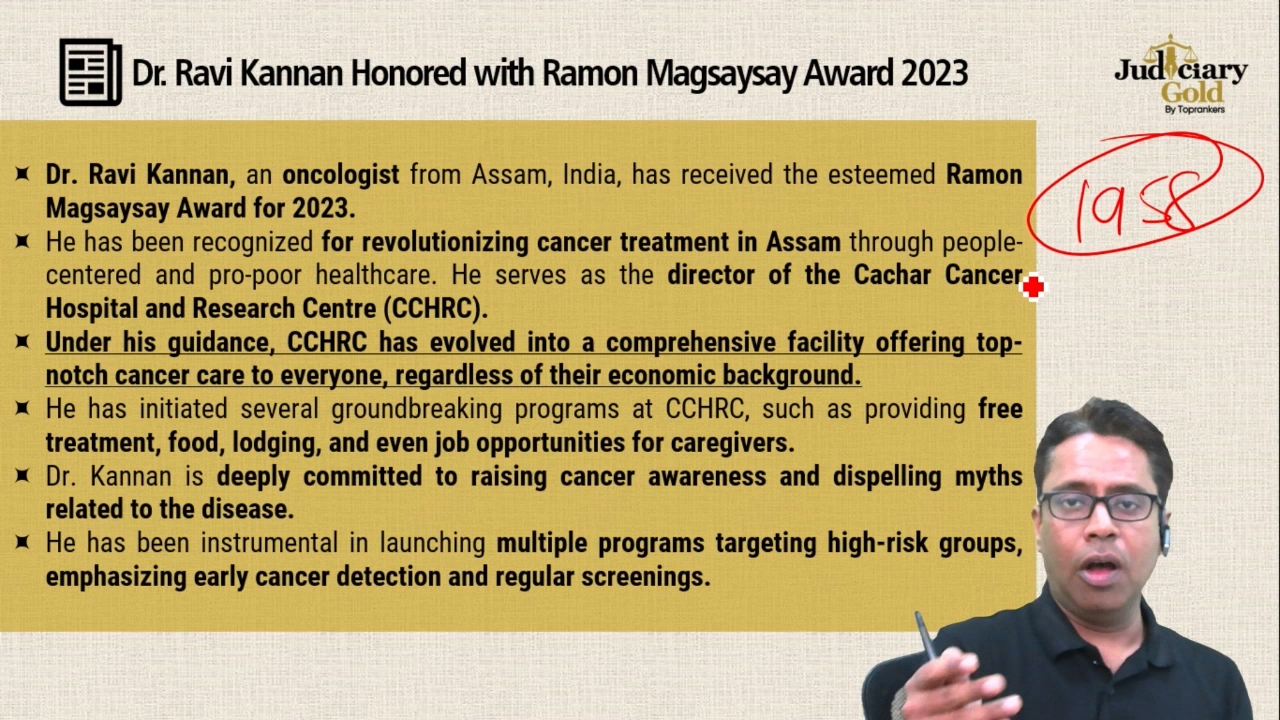 Dr. Ravi Kannan Honored with Ramon Magsaysay Award 2023
Judiciary
Gold
By Toprankers
1958
Dr. Ravi Kannan, an oncologist from Assam, India, has received the esteemed Ramon
Magsaysay Award for 2023.
He has been recognized for revolutionizing cancer treatment in Assam through people-
centered and pro-poor healthcare. He serves as the director of the Cachar Cancer
Hospital and Research Centre (CCHRC).
Under his guidance, CCHRC has evolved into a comprehensive facility offering top-
notch cancer care to everyone, regardless of their economic background.
He has initiated several groundbreaking programs at CCHRC, such as providing free
treatment, food, lodging, and even job opportunities for caregivers.
Dr. Kannan is deeply committed to raising cancer awareness and dispelling myths
related to the disease.
He has been instrumental in launching multiple programs targeting high-risk groups,
emphasizing early cancer detection and regular screenings.